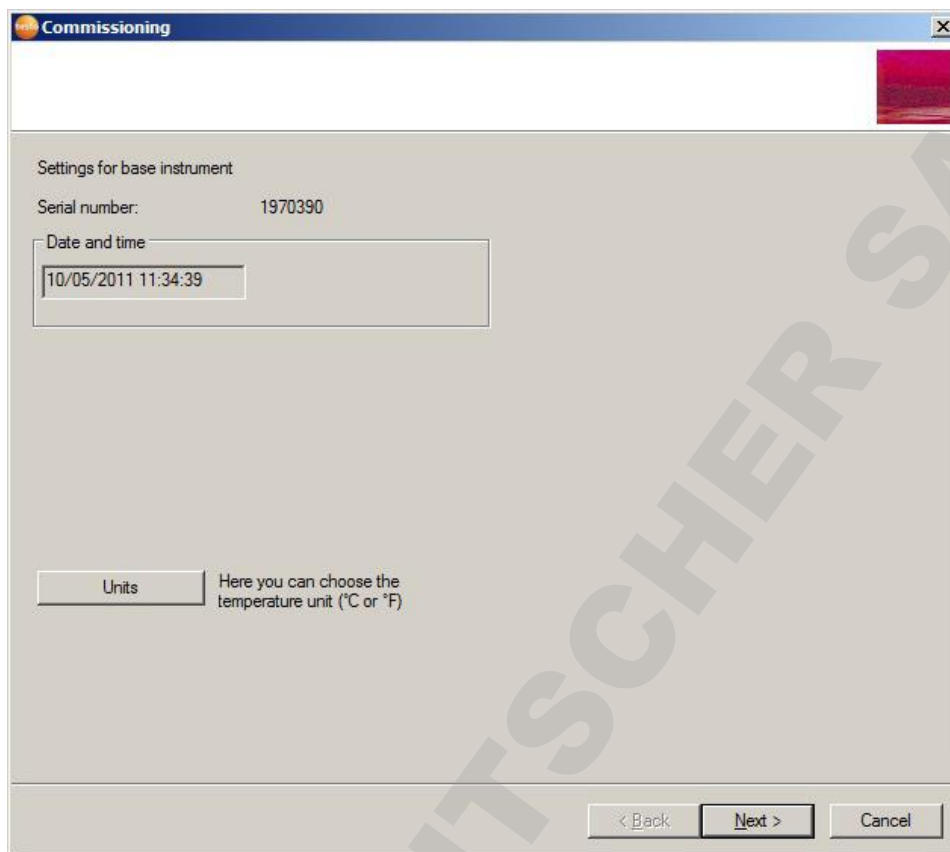 testo Commissioning
Settings for base instrument
Serial number: 1970390
Date and time
10/05/2011 11:34:39
Units
Here you can choose the
temperature unit (°C or °F)
< Back Next > Cancel